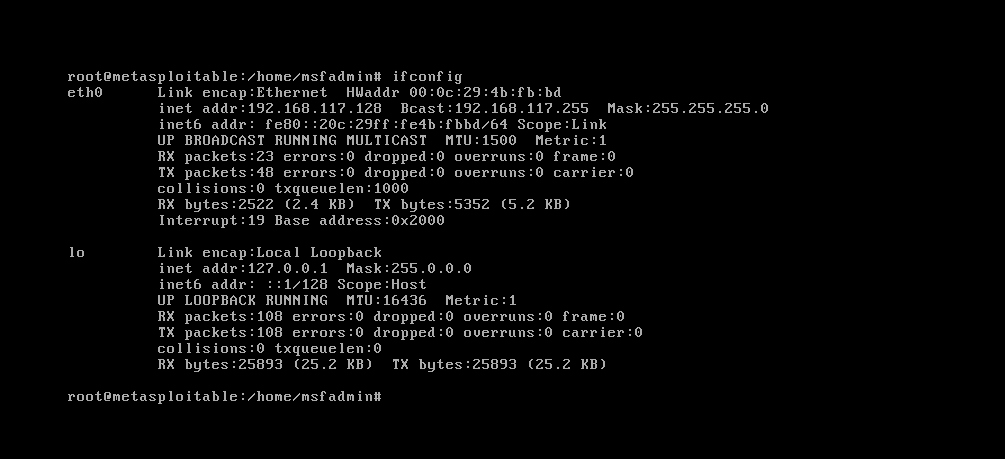 root@metasploitable:/home/msfadmin# ifconfig
eth0      Link encap:Ethernet  HWaddr 00:0c:29:4b:fb:bd
          inet addr:192.168.117.128  Bcast:192.168.117.255  Mask:255.255.255.0
          inet6 addr: fe80::20c:29ff:fe4b:fbbd/64 Scope:Link
          UP BROADCAST RUNNING MULTICAST  MTU:1500  Metric:1
          RX packets:23 errors:0 dropped:0 overruns:0 frame:0
          TX packets:48 errors:0 dropped:0 overruns:0 carrier:0
          collisions:0 txqueuelen:1000
          RX bytes:2522 (2.4 KB)  TX bytes:5352 (5.2 KB)
          Interrupt:19 Base address:0x2000

lo        Link encap:Local Loopback
          inet addr:127.0.0.1  Mask:255.0.0.0
          inet6 addr: ::1/128 Scope:Host
          UP LOOPBACK RUNNING  MTU:16436  Metric:1
          RX packets:108 errors:0 dropped:0 overruns:0 frame:0
          TX packets:108 errors:0 dropped:0 overruns:0 carrier:0
          collisions:0 txqueuelen:0
          RX bytes:25893 (25.2 KB)  TX bytes:25893 (25.2 KB)

root@metasploitable:/home/msfadmin#